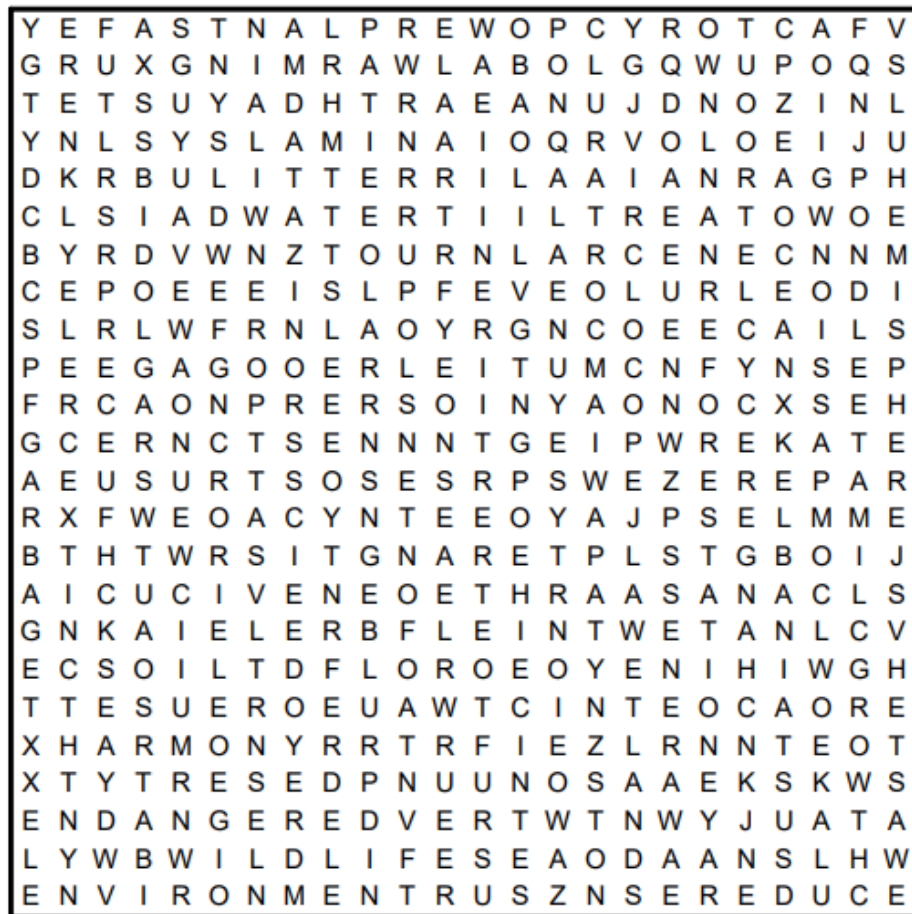 Y E F A S T N A L P R E W O P C Y R O T C A F V
G R U X G N I M R A W L A B O L G Q W U P O Q S
T E T S U Y A D H T R A E A N U J D N O Z I N L
Y N L S Y S L A M I N A I O Q R V O L O E I J U
D K R B U L I T T E R R I L A A I A N R A G P H
C L S I A D W A T E R T I I L T R E A T O W O E
B Y R D V W N Z T O U R N L A R C E N E C N N M
C E P O E E E I S L P F E V E O L U R L E O D I
S L R L W F R N L A O Y R G N C O E E C A I L S
P E E G A G O O E R L E I T U M C N F Y N S E P
F R C A O N P R E R S O I N Y A O N O C X S E H
G C E R N C T S E N N N T G E I P W R E K A T E
A E U S U R T S O S E S R P S W E Z E R E P A R
R X F W E O A C Y N T E E O Y A J P S E L M M E
B T H T W R S I T G N A R E T P L S T G B O I J
A I C U C I V E N E O E T H R A A S A N A C L S
G N K A I E L E R B F L E I N T W E T A N L C V
E C S O I L T D F L O R O E O Y E N I H I W G H
T T E S U E R O E U A W T C I N T E O C A O R E
X H A R M O N Y R R T R F I E Z L R N N T E O T
X T Y T R E S E D P N U U N O S A A E K S K W S
E N D A N G E R E D V E R T W T N W Y J U A T A
L Y W B W I L D L I F E S E A O D A A N S L H W
E N V I R O N M E N T R U S Z N S E R E D U C E